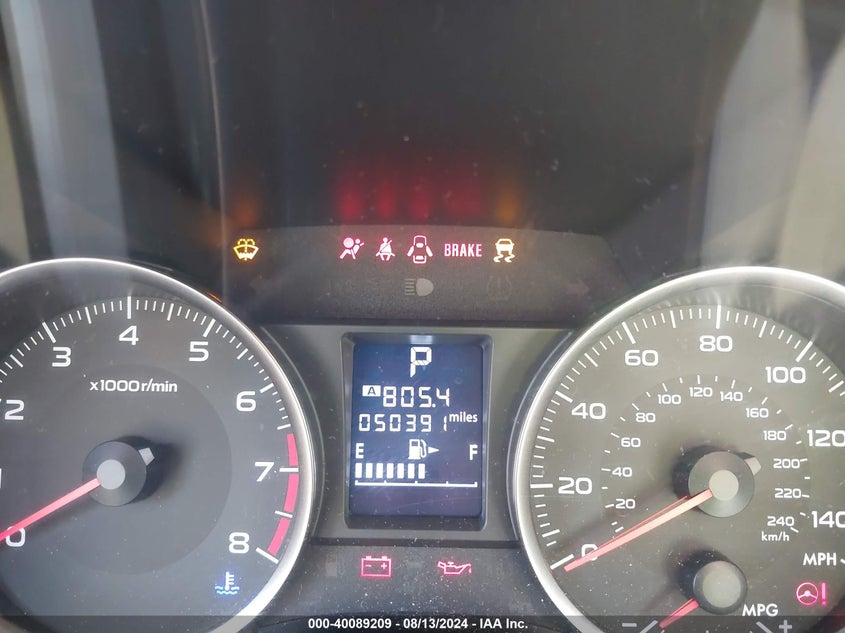 BRAKE
0 2 3 4 5 6 7 8
x1000r/min
P
A 805.4
050391 miles
E F
0 20 40 60 80 100 120 140
20 40 60 80 100 120 140 160 180 200 220 240
km/h
MPH
MPG
- +
000-40089209 - 08/13/2024 - IAA Inc.